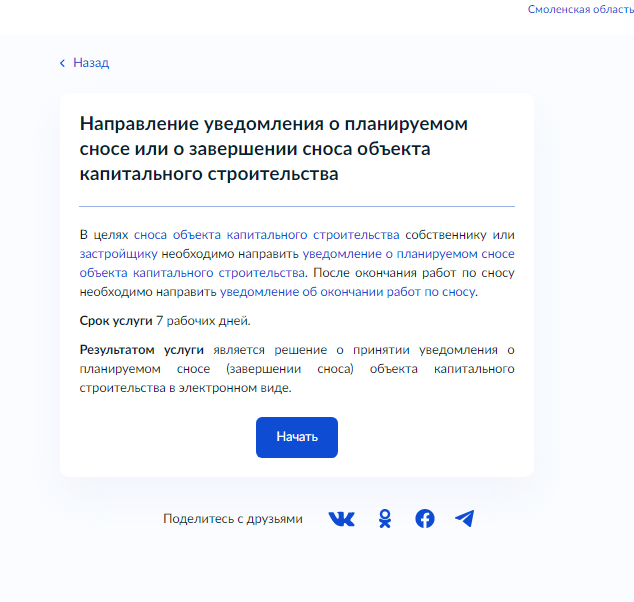 Смоленская область
Назад
Направление уведомления о планируемом
сносе или о завершении сноса объекта
капитального строительства
В целях сноса объекта капитального строительства собственнику или
застройщику необходимо направить уведомление о планируемом сносе
объекта капитального строительства. После окончания работ по сносу
необходимо направить уведомление об окончании работ по сносу.
Срок услуги 7 рабочих дней.
Результатом услуги является решение о принятии уведомления о
планируемом сносе (завершении сноса) объекта капитального
строительства в электронном виде.
Начать
Поделитесь с друзьями